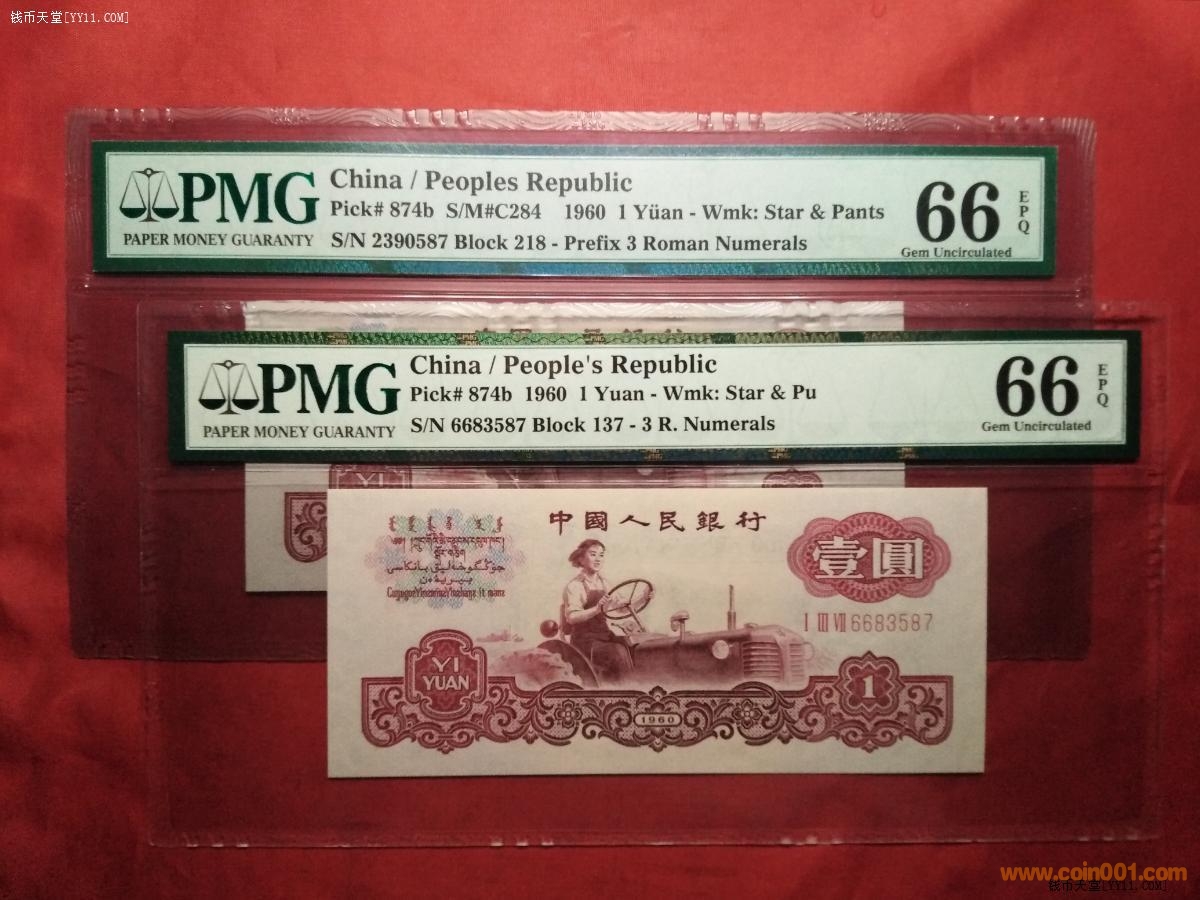 钱币天堂[YY11.COM]
PMG
PAPER MONEY GUARANTY
China / Peoples Republic
Pick# 874b S/M#C284 1960 1 Yüan - Wmk: Star & Pants
S/N 2390587 Block 218 - Prefix 3 Roman Numerals
66
EPQ
Gem Uncirculated
PMG
PAPER MONEY GUARANTY
China / People's Republic
Pick# 874b 1960 1 Yuan - Wmk: Star & Pu
S/N 6683587 Block 137 - 3 R. Numerals
66
EPQ
Gem Uncirculated
YI
中國人民銀行
壹圓
I III VII 6683587
YI
YUAN
1960
1
www.coin001.com
钱币天堂[YY11.COM]